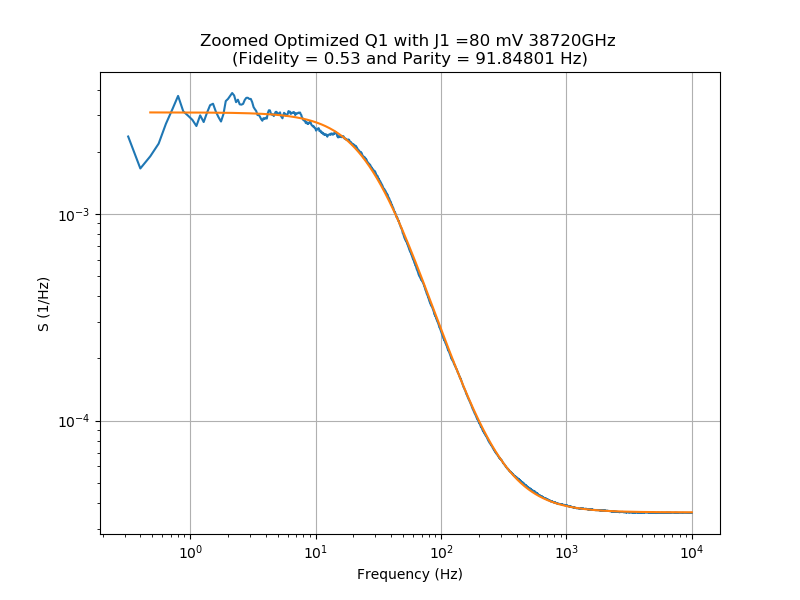 Zoomed Optimized Q1 with J1 =80 mV 38720GHz
(Fidelity = 0.53 and Parity = 91.84801 Hz)
10⁻³
S (1/Hz)
10⁻⁴
10⁰ 10¹ 10² 10³ 10⁴
Frequency (Hz)